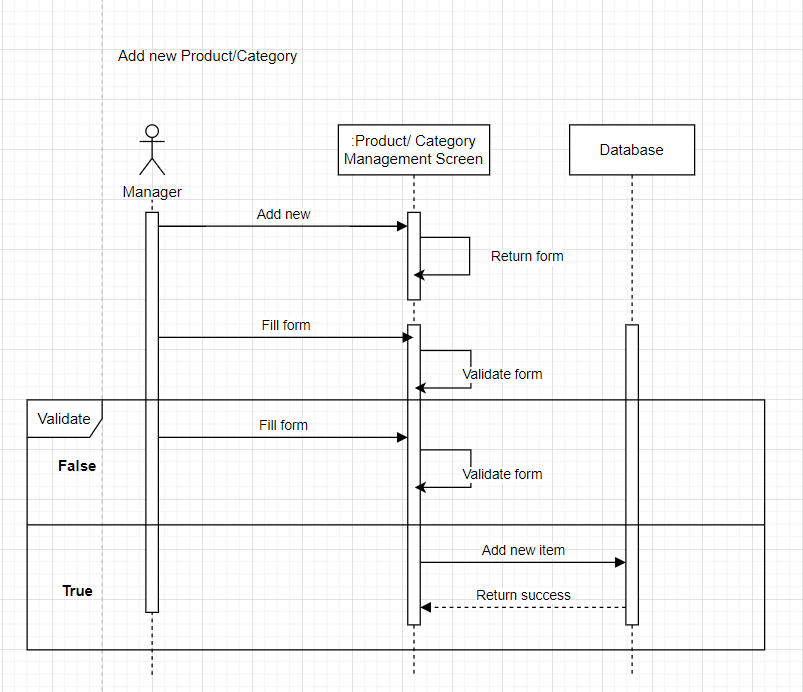 Add new Product/Category
:Product/ Category
Management Screen
Database
Manager
Add new
Return form
Fill form
Validate form
Validate
Fill form
False
Validate form
Add new item
True
Return success